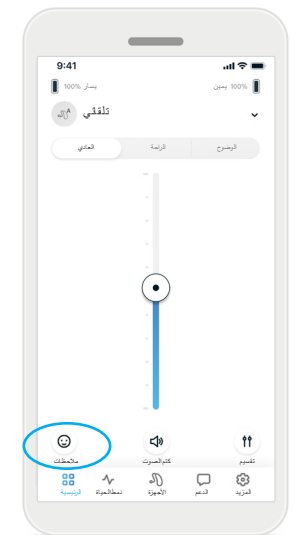 9:41
100% يسار
100% يمين
تلقائي
العادي
الراحة
الوضوح
ملاحظات
كتم الصوت
تقسيم
الرئيسية
نمط الحياة
الأجهزة
الدعم
المزيد